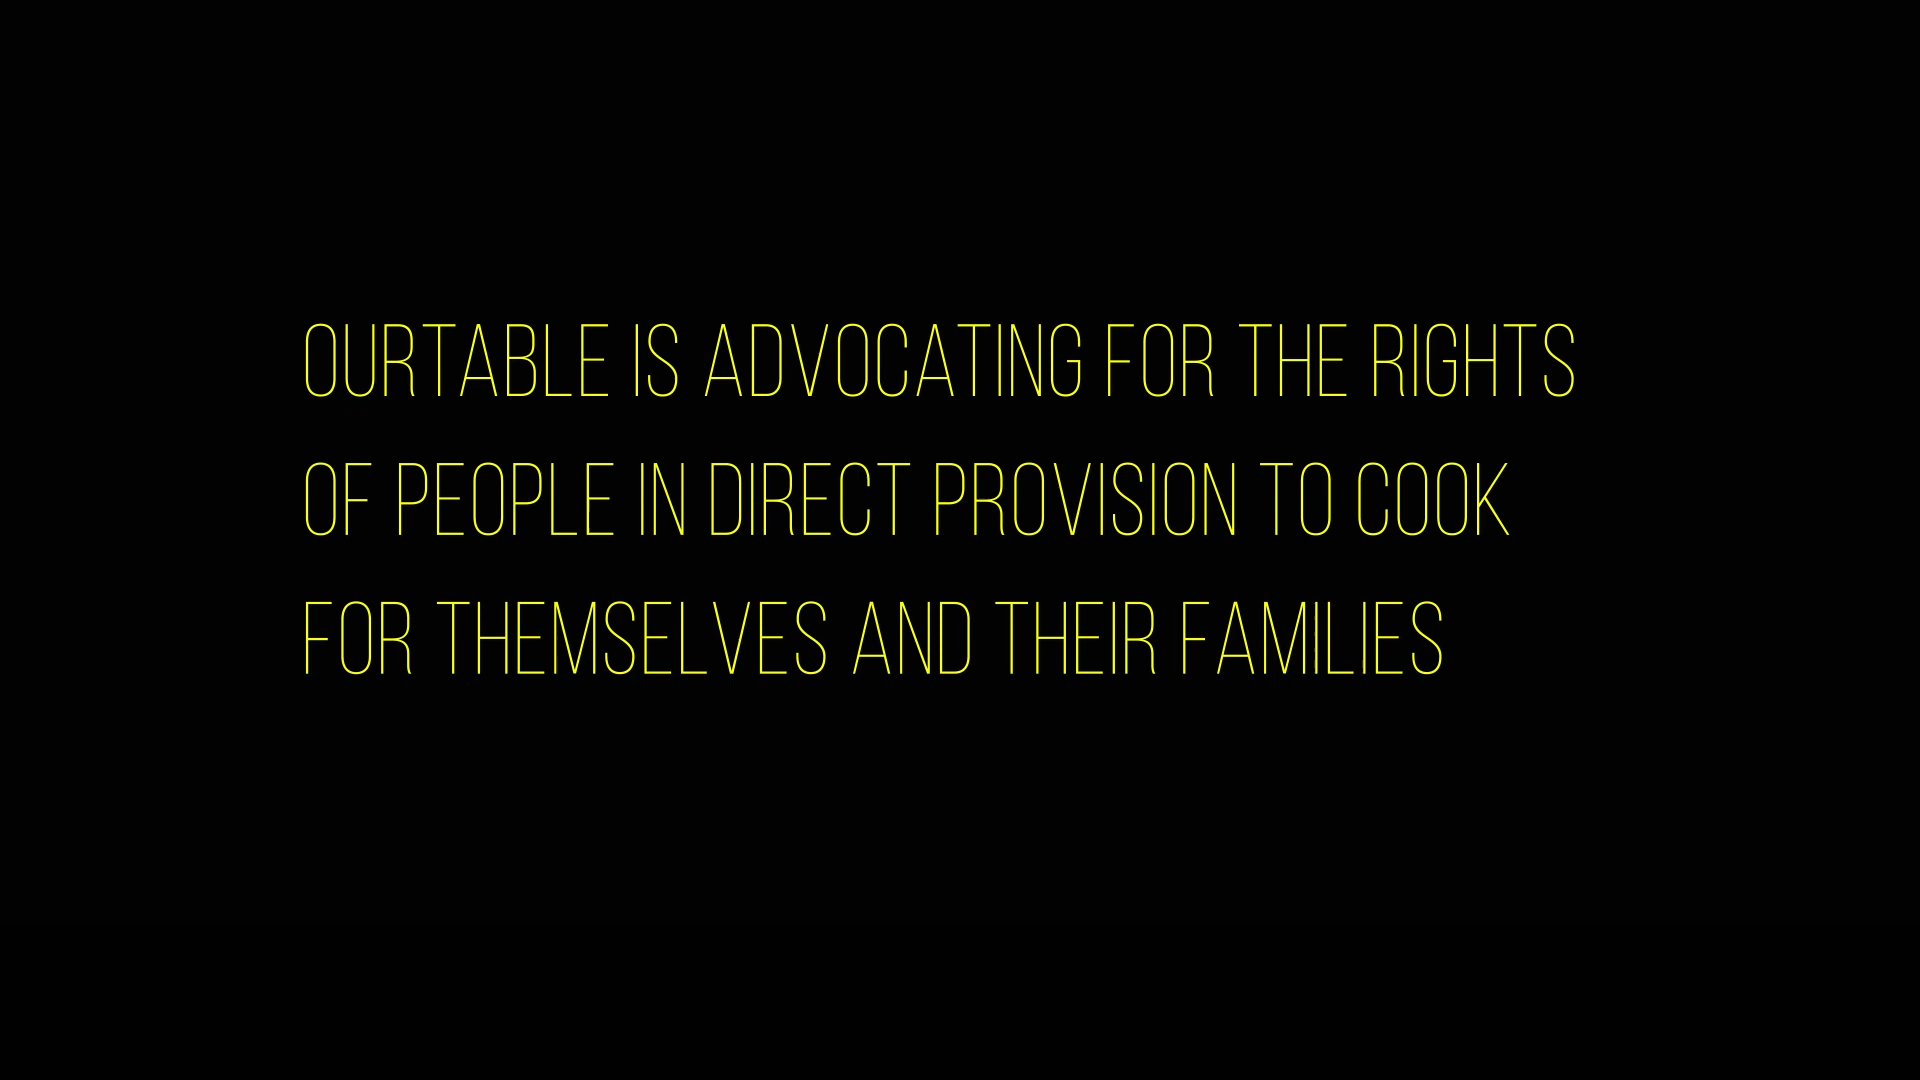 OURTABLE IS ADVOCATING FOR THE RIGHTS
OF PEOPLE IN DIRECT PROVISION TO COOK
FOR THEMSELVES AND THEIR FAMILIES